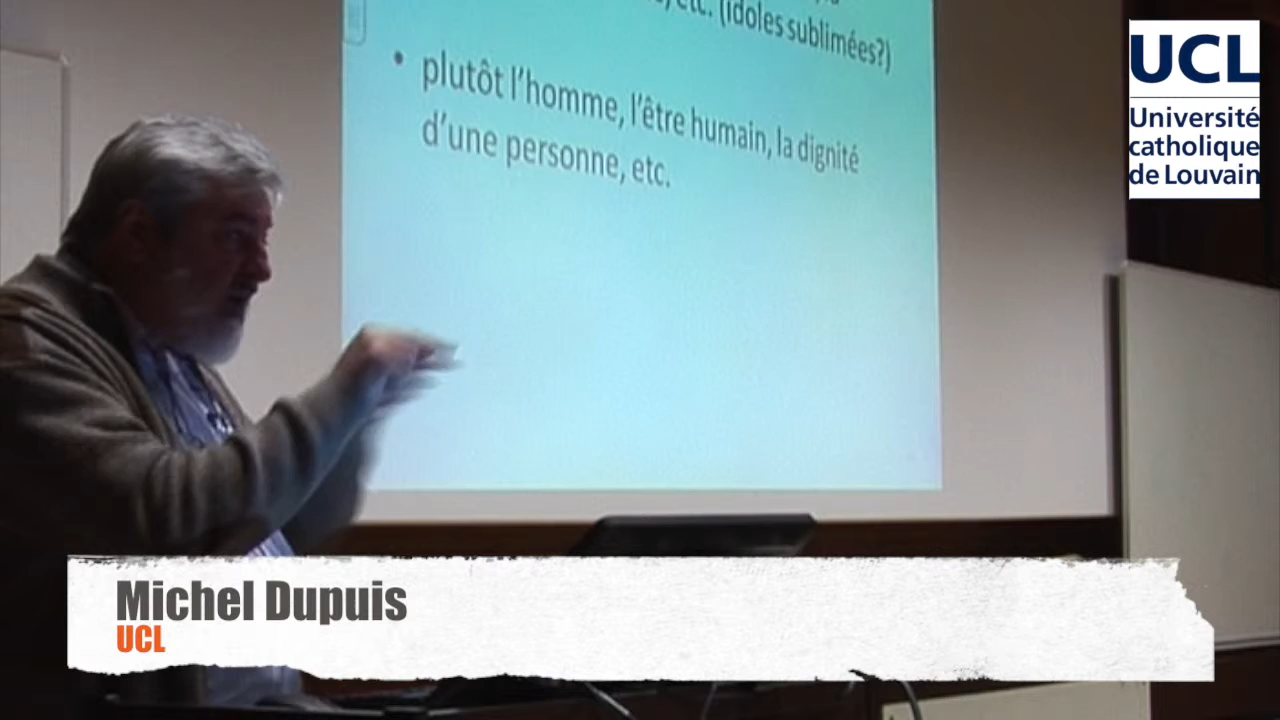 etc. (idoles sublimées?)
• plutôt l'homme, l'être humain, la dignité
d'une personne, etc.
UCL
Université
catholique
de Louvain
Michel Dupuis
UCL